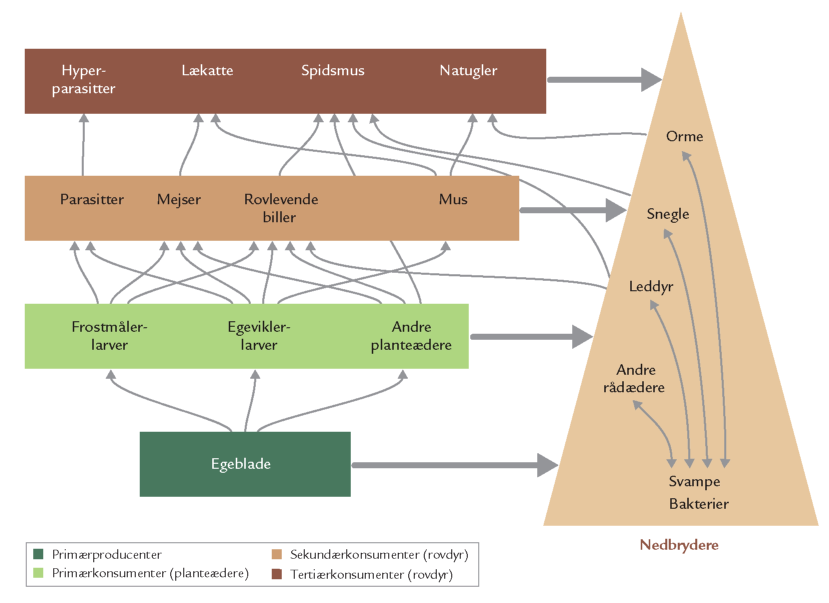 Hyper-
parasitter
Lækatte
Spidsmus
Natugler
Orme
Parasitter
Mejser
Rovlevende
biller
Mus
Snegle
Leddyr
Frostmåler-
larver
Egevikler-
larver
Andre
planteædere
Andre
rådædere
Egeblade
Svampe
Bakterier
Nedbrydere
Primærproducenter
Primærkonsumenter (planteædere)
Sekundærkonsumenter (rovdyr)
Tertiærkonsumenter (rovdyr)